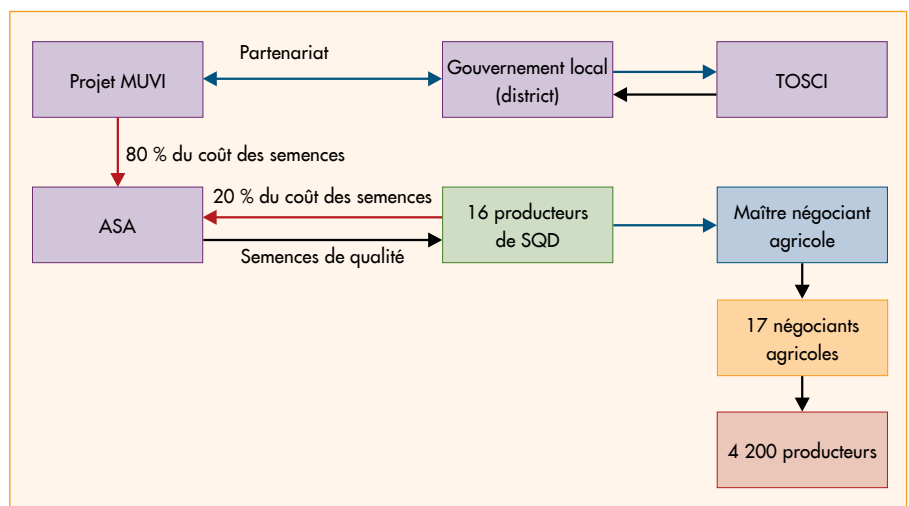 Partenariat
Projet MUVI
Gouvernement local
(district)
TOSCI
80 % du coût des semences
20 % du coût des semences
ASA
16 producteurs
de SQD
Maître négociant
agricole
Semences de qualité
17 négociants
agricoles
4 200 producteurs